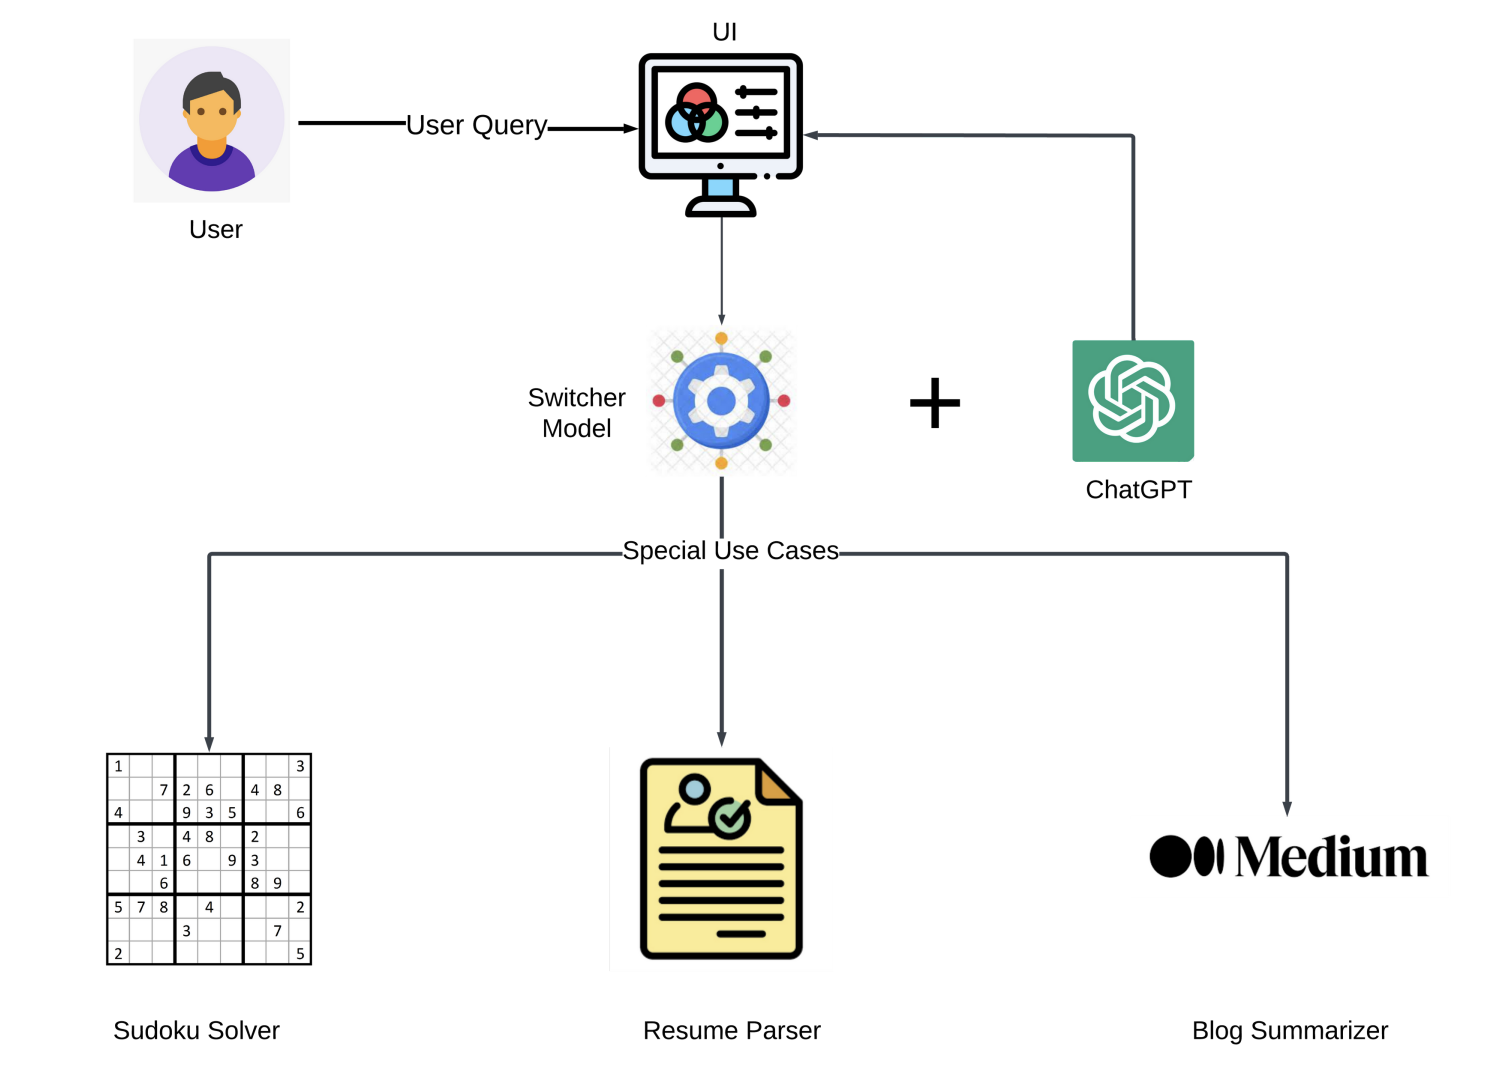 UI
User Query
User
Switcher
Model
ChatGPT
Special Use Cases
1 3
7 2 6 4 8
4 9 3 5 6
3 4 8 2
4 1 6 9 3
6 8 9
5 7 8 4 2
3 7
2 5
Medium
Sudoku Solver
Resume Parser
Blog Summarizer